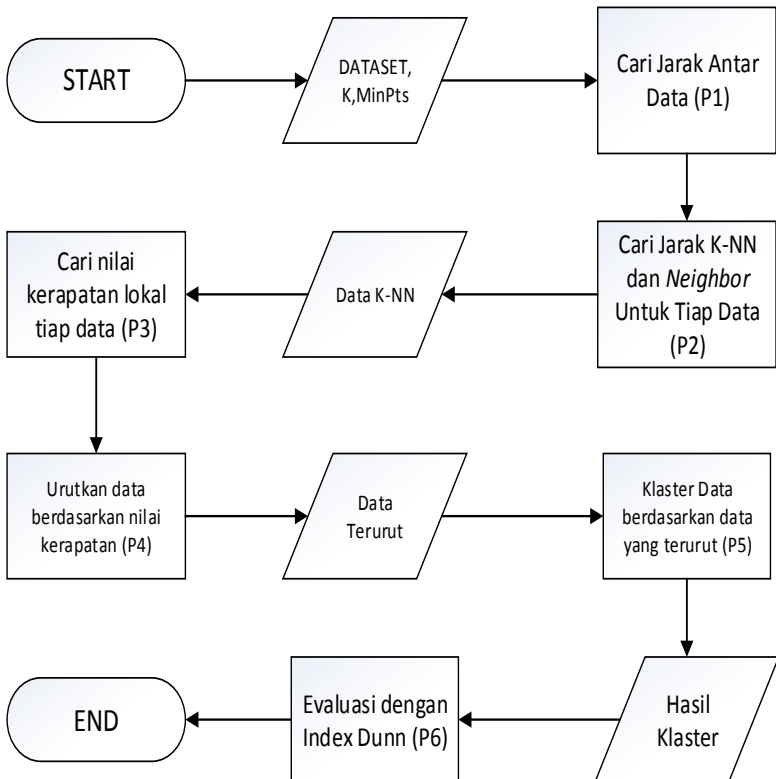 START
DATASET,
K,MinPts
Cari Jarak Antar
Data (P1)
Cari Jarak K-NN
dan Neighbor
Untuk Tiap Data
(P2)
Data K-NN
Cari nilai
kerapatan lokal
tiap data (P3)
Urutkan data
berdasarkan nilai
kerapatan (P4)
Data
Terurut
Klaster Data
berdasarkan data
yang terurut (P5)
Hasil
Klaster
Evaluasi dengan
Index Dunn (P6)
END